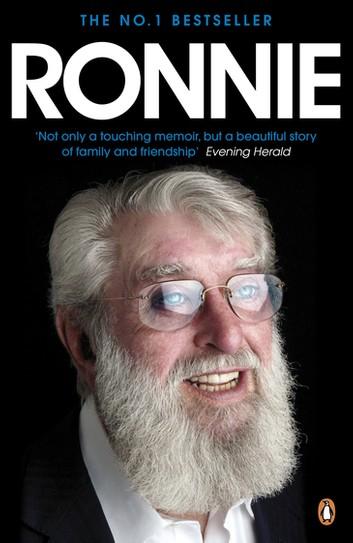 THE NO.1 BESTSELLER
RONNIE
‘Not only a touching memoir, but a beautiful story
of family and friendship’ Evening Herald